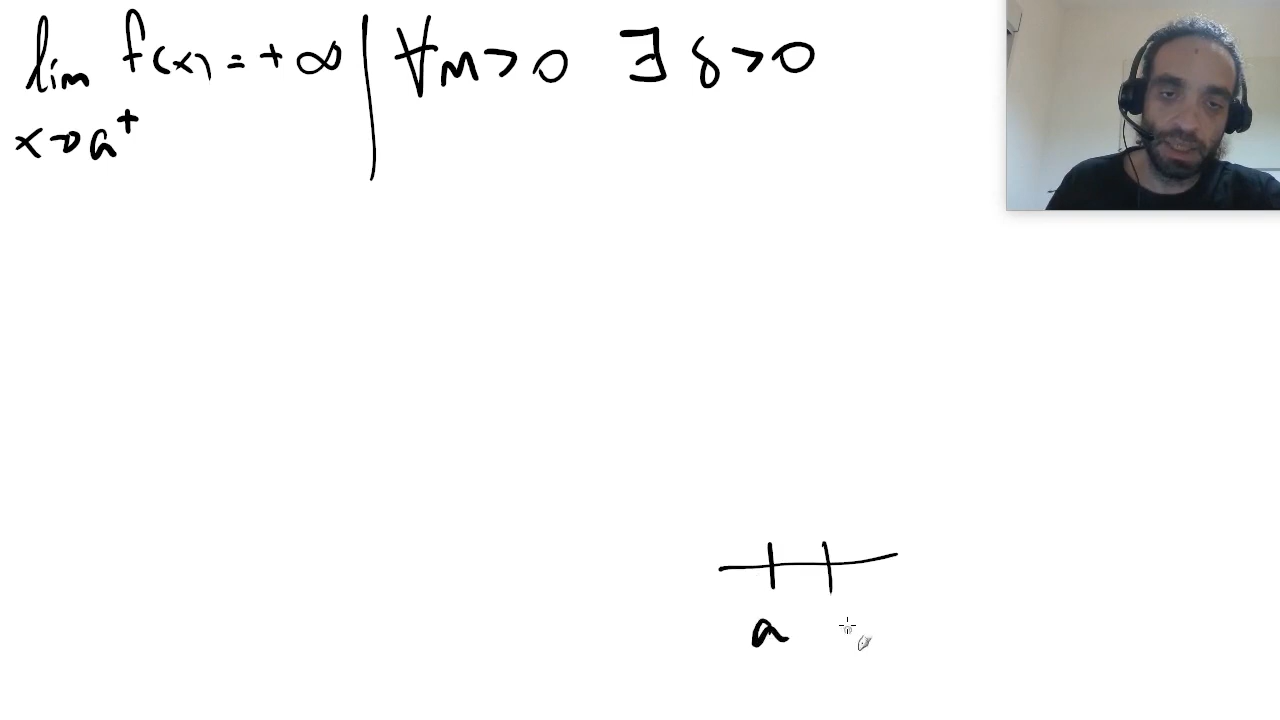 lim f(x) = +∞ | ∀M>0 ∃ δ>0
x→a⁺
a